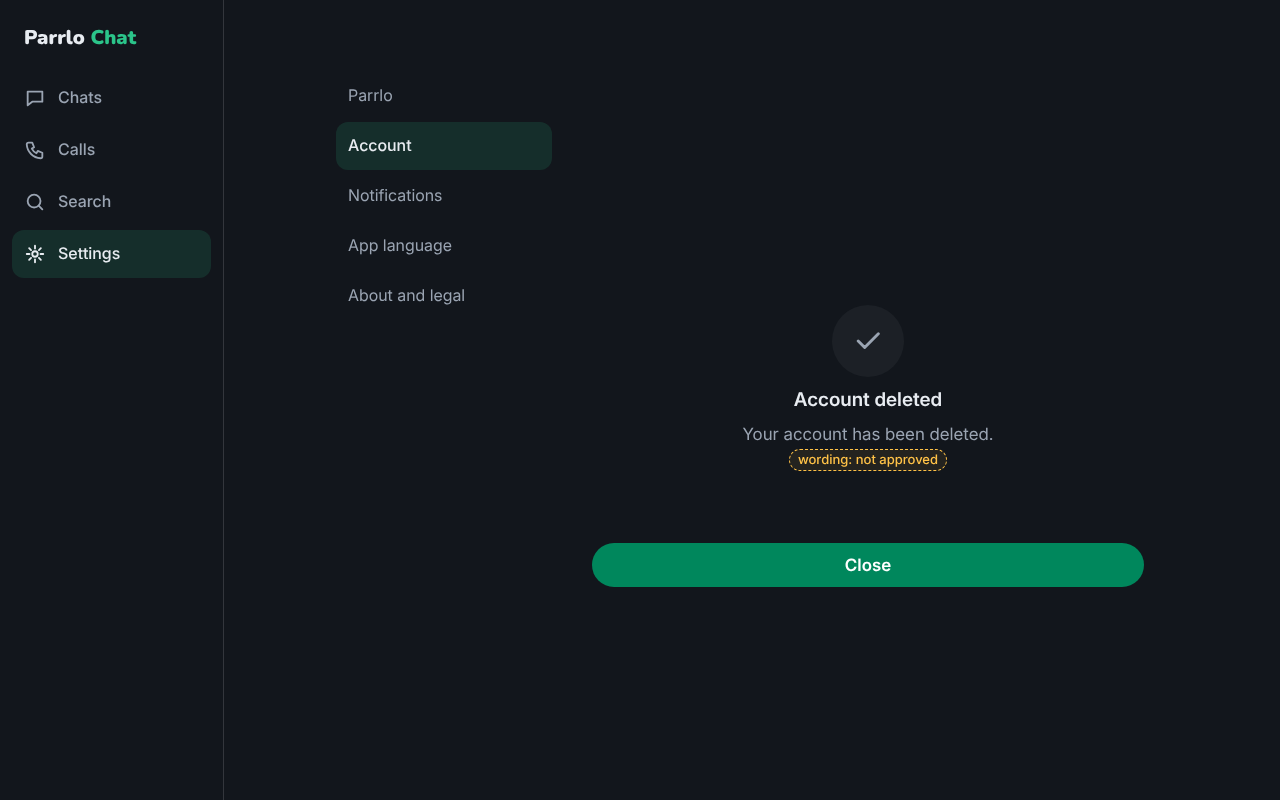 Parrlo Chat
Chats
Calls
Search
Settings
Parrlo
Account
Notifications
App language
About and legal
Account deleted
Your account has been deleted.
wording: not approved
Close